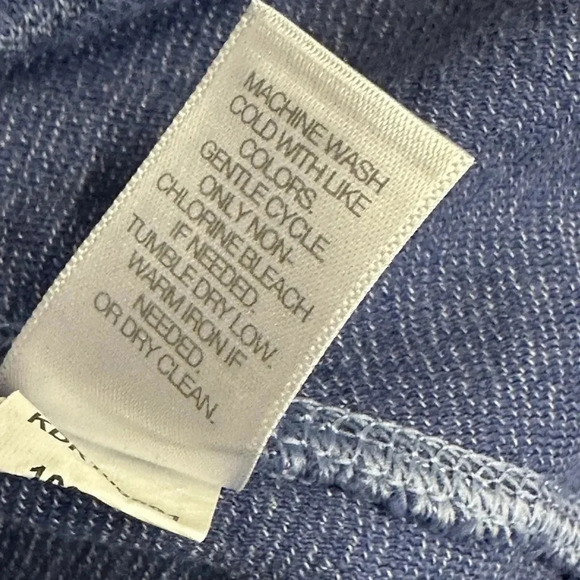 MACHINE WASH
COLD WITH LIKE
COLORS.
GENTLE CYCLE.
ONLY NON-
CHLORINE BLEACH
IF NEEDED.
TUMBLE DRY LOW.
WARM IRON IF
NEEDED.
OR DRY CLEAN.